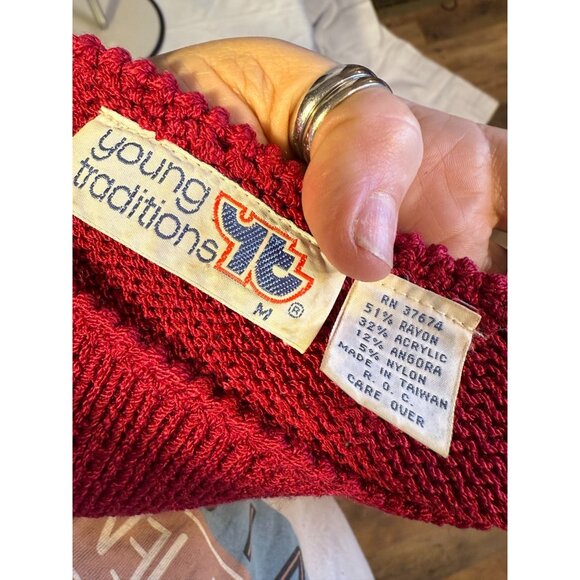 young
traditions
yt
M ®
RN 37674
51% RAYON
32% ACRYLIC
12% ANGORA
5% NYLON
MADE IN TAIWAN
R. O. C.
CARE OVER